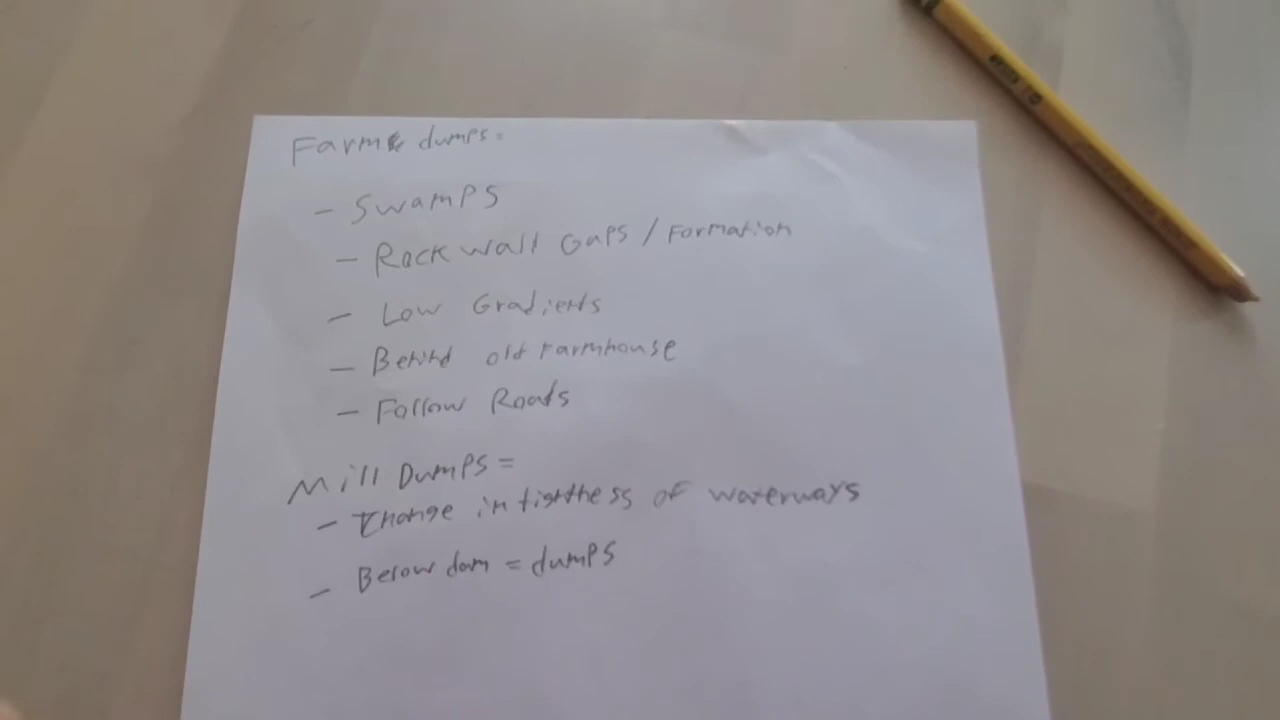 Farm dumps:
- Swamps
- Rock wall Gaps / Formation
- Low Gradients
- Behind old Farmhouse
- Follow Roads
Mill Dumps =
- Change in tightness of waterways
- Below dam = dumps